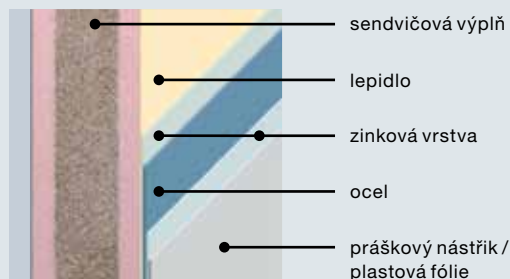 sendvičová výplň
lepidlo
zinková vrstva
ocel
práškový nástřik /
plastová fólie